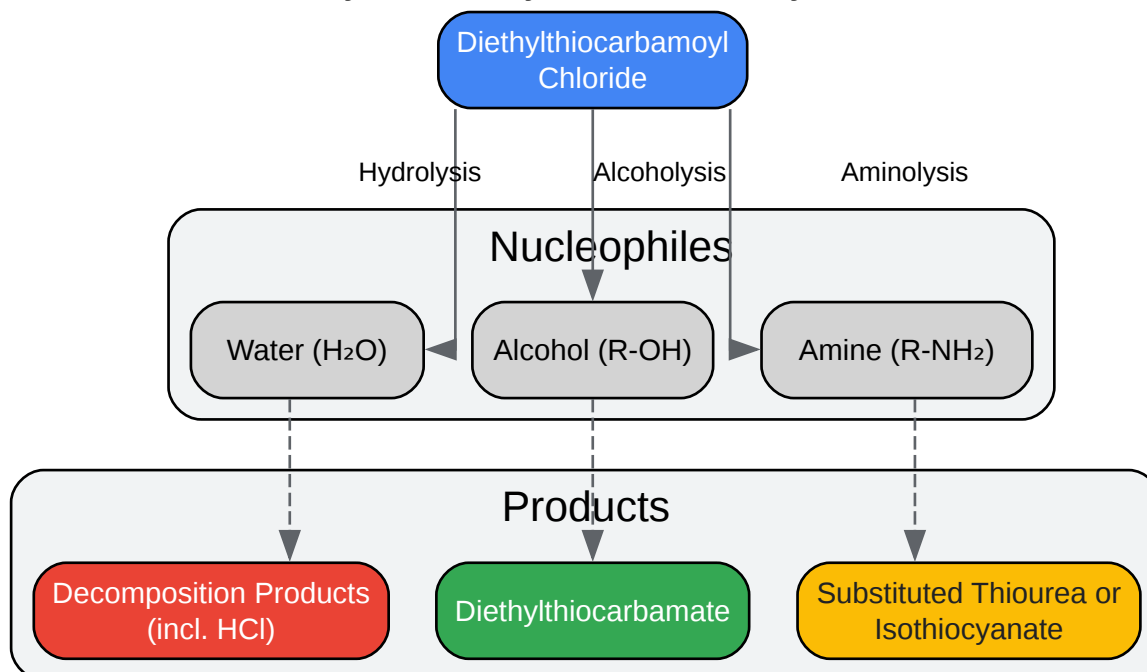 Diethylthiocarbamoyl
Chloride
Hydrolysis
Alcoholysis
Aminolysis
Nucleophiles
Water (H₂O)
Alcohol (R-OH)
Amine (R-NH₂)
Products
Decomposition Products
(incl. HCl)
Diethylthiocarbamate
Substituted Thiourea or
Isothiocyanate